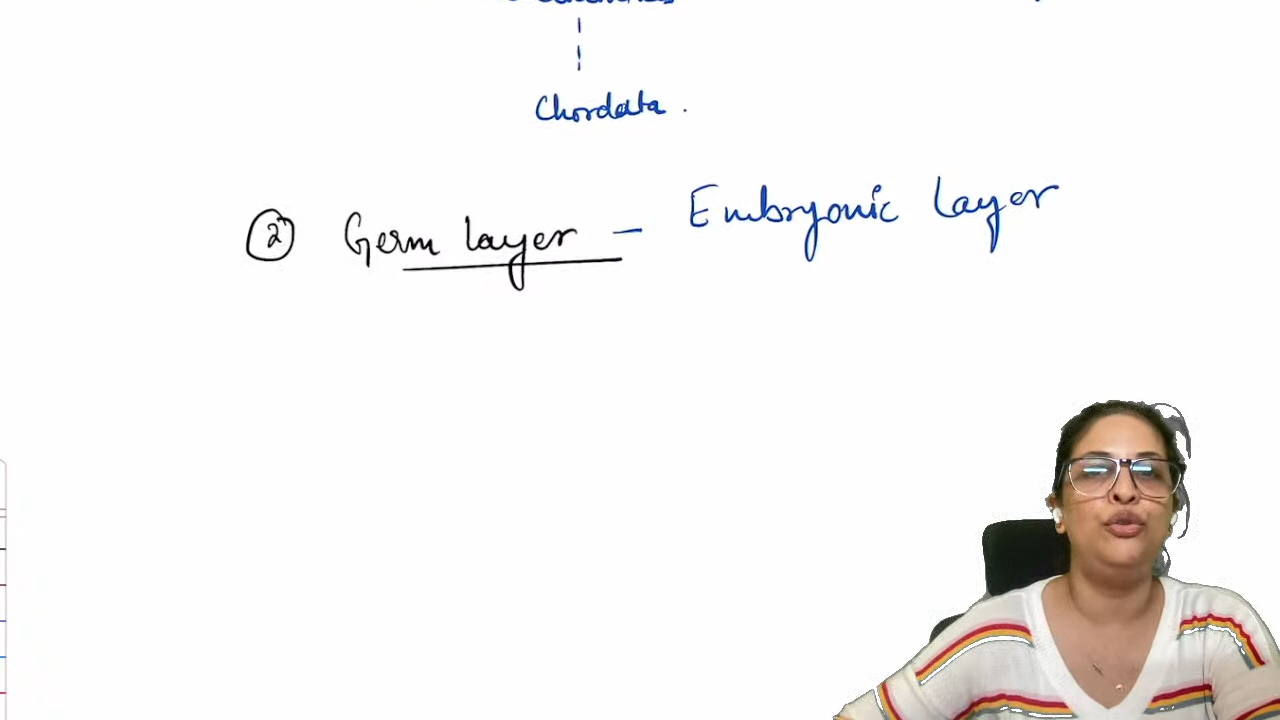 Chordata.
② Germ layer - Embryonic layer